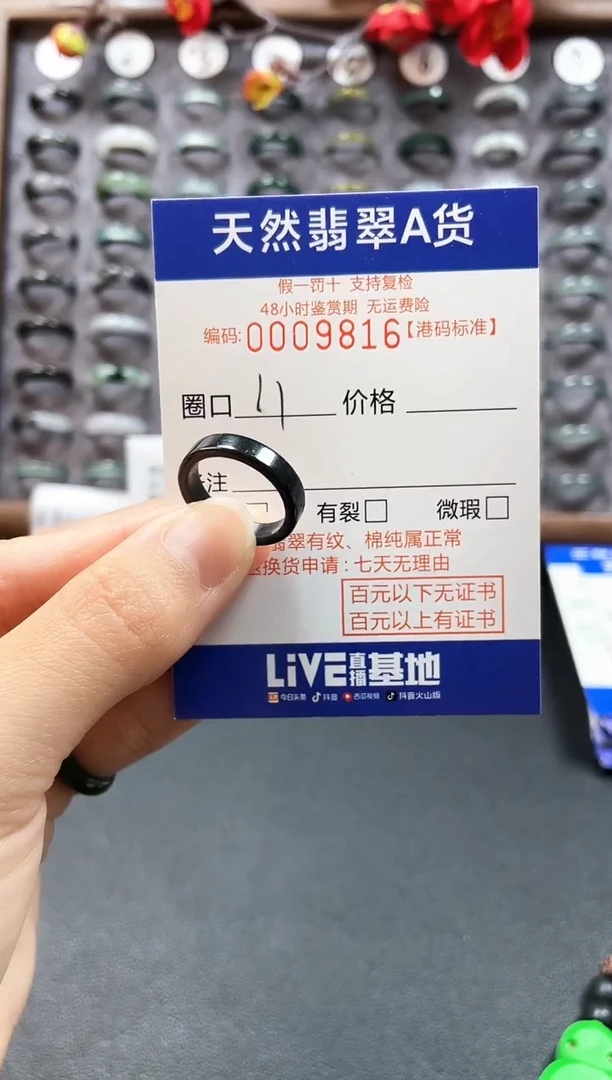 天然翡翠A货
假一罚十 支持复检
48小时鉴赏期 无运费险
编码:0009816【港码标准】
圈口 11 价格
注
有裂□ 微瑕□
翡翠有纹、棉纯属正常
退换货申请:七天无理由
百元以下无证书
百元以上有证书
LiVE直播基地
今日头条 抖音 西瓜视频 抖音火山版